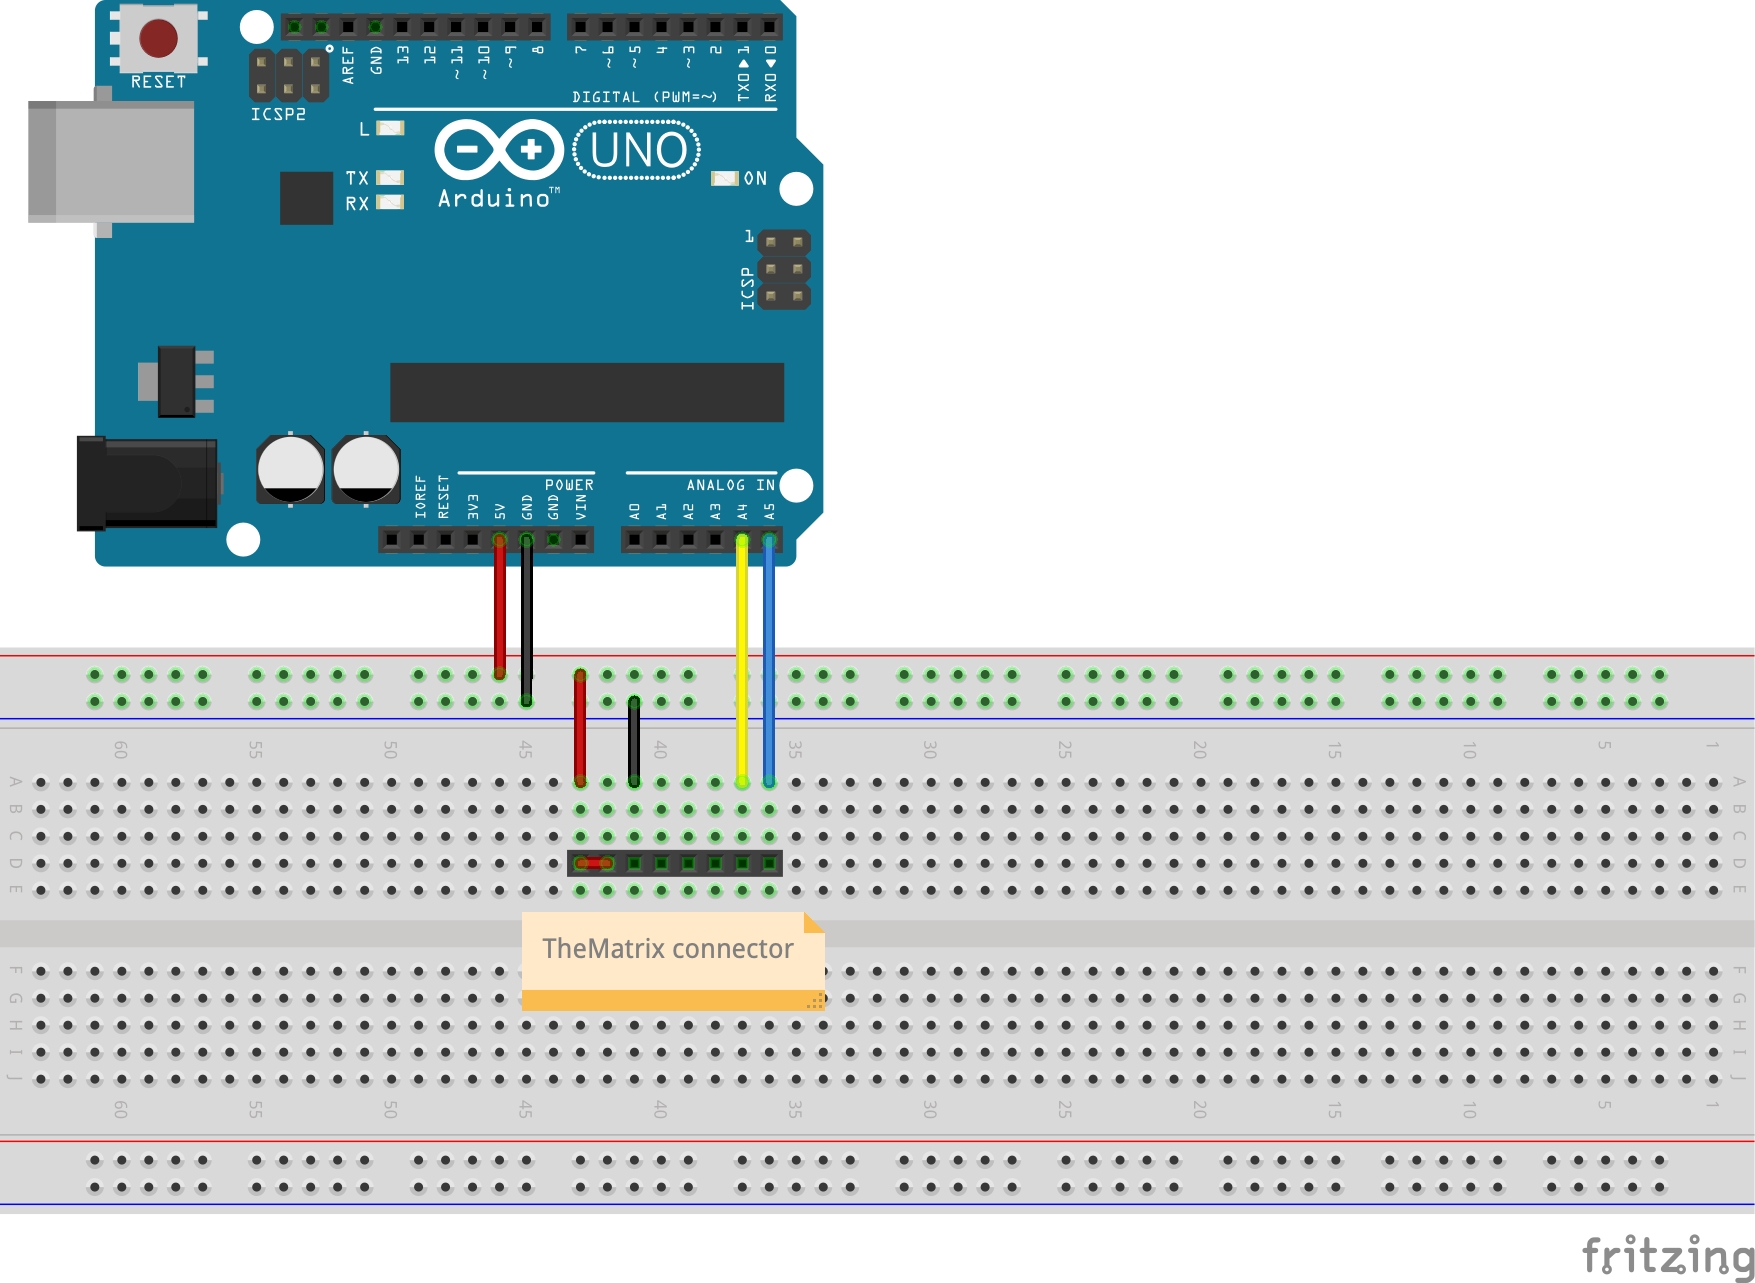 RESET
ICSP2
AREF
GND
13
12
~11
~10
~9
8
7
~6
~5
4
~3
2
TX0▶1
RX0◀0
DIGITAL (PWM=~)
L
TX
RX
UNO
Arduino™
ON
1
ICSP
POWER
ANALOG IN
IOREF
RESET
3V3
5V
GND
GND
VIN
A0
A1
A2
A3
A4
A5
60 55 50 45 40 35 30 25 20 15 10 5 1
A A
B B
C C
D D
E E
TheMatrix connector
F F
G G
H H
I I
J J
60 55 50 45 40 35 30 25 20 15 10 5 1
fritzing